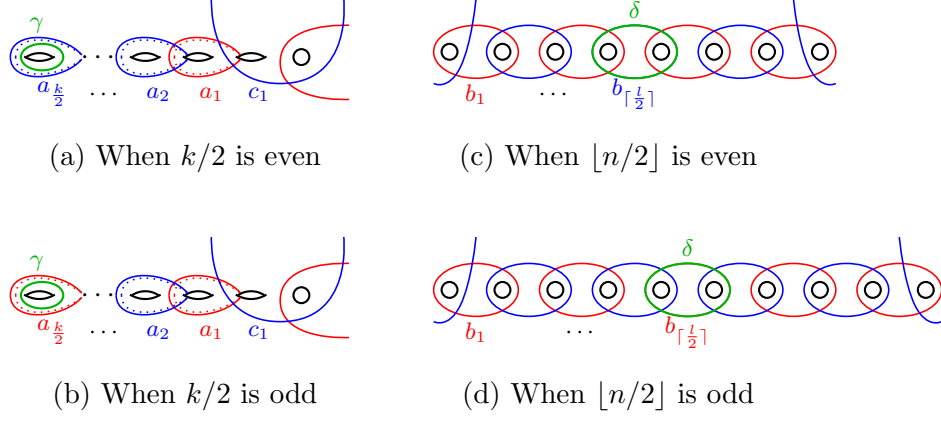 γ
a_{k/2} ⋯ a_2 a_1 c_1
(a) When k/2 is even
δ
b_1 ⋯ b_{⌈l/2⌉}
(c) When ⌊n/2⌋ is even
γ
a_{k/2} ⋯ a_2 a_1 c_1
(b) When k/2 is odd
δ
b_1 ⋯ b_{⌈l/2⌉}
(d) When ⌊n/2⌋ is odd